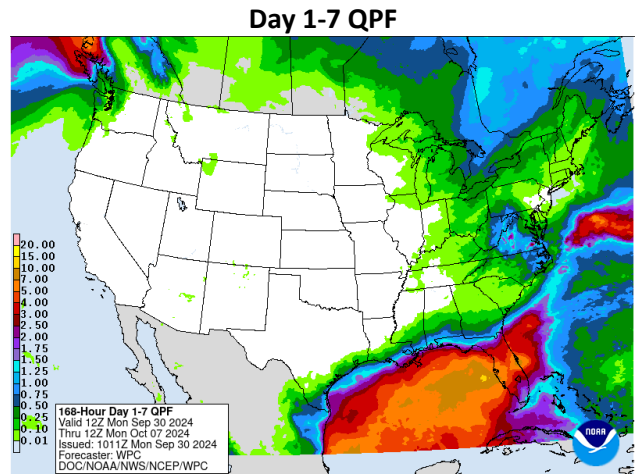 Day 1-7 QPF
20.00
15.00
10.00
7.00
5.00
4.00
3.00
2.50
2.00
1.75
1.50
1.25
1.00
0.75
0.50
0.25
0.10
0.01
168-Hour Day 1-7 QPF
Valid 12Z Mon Sep 30 2024
Thru 12Z Mon Oct 07 2024
Issued: 1011Z Mon Sep 30 2024
Forecaster: WPC
DOC/NOAA/NWS/NCEP/WPC
NOAA